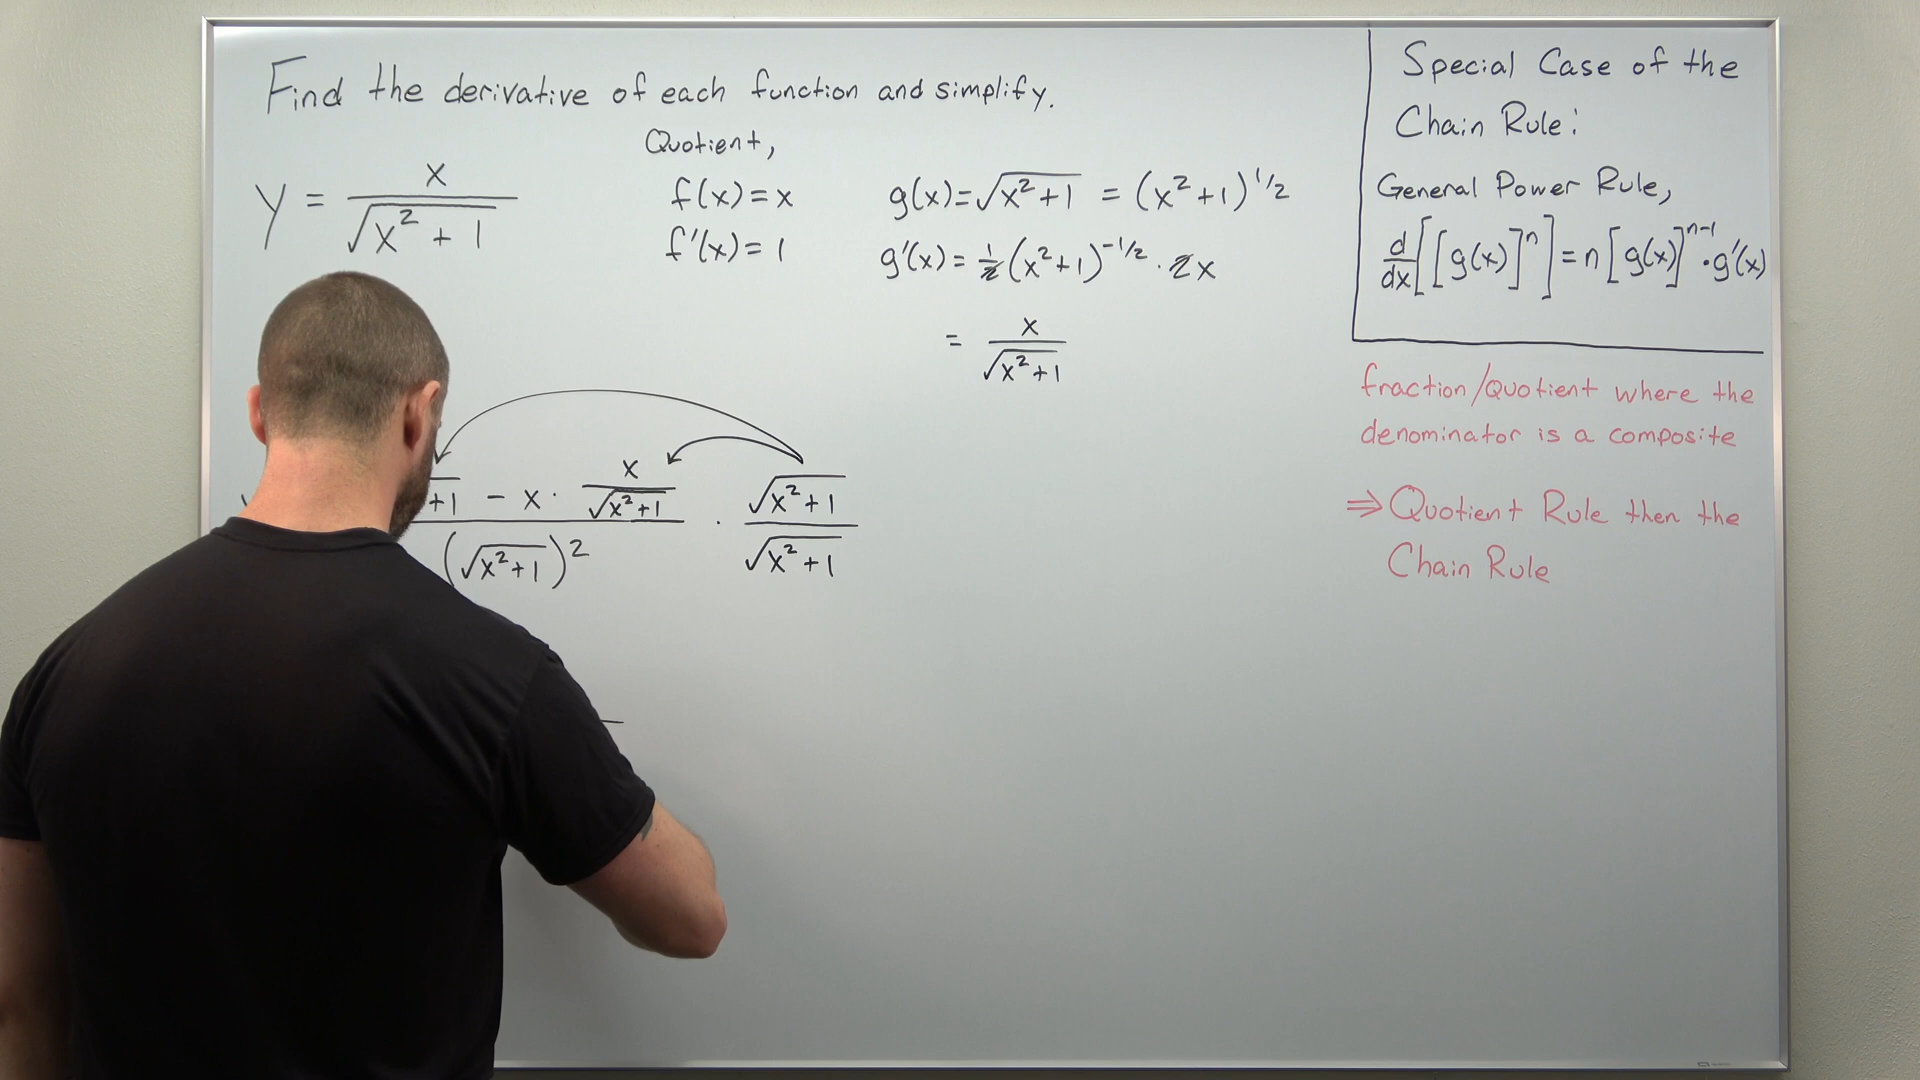 Find the derivative of each function and simplify.
y = x / √(x² + 1)
Quotient,
f(x) = x
f'(x) = 1
g(x) = √(x² + 1) = (x² + 1)^1/2
g'(x) = 1/2 (x² + 1)^-1/2 · 2x
= x / √(x² + 1)
+1 - x · x / √(x² + 1) · √(x² + 1) / √(x² + 1)
(√(x² + 1))²
Special Case of the
Chain Rule:
General Power Rule,
d/dx [[g(x)]^n] = n [g(x)]^n-1 · g'(x)
fraction/Quotient where the
denominator is a composite
⇒ Quotient Rule then the
Chain Rule